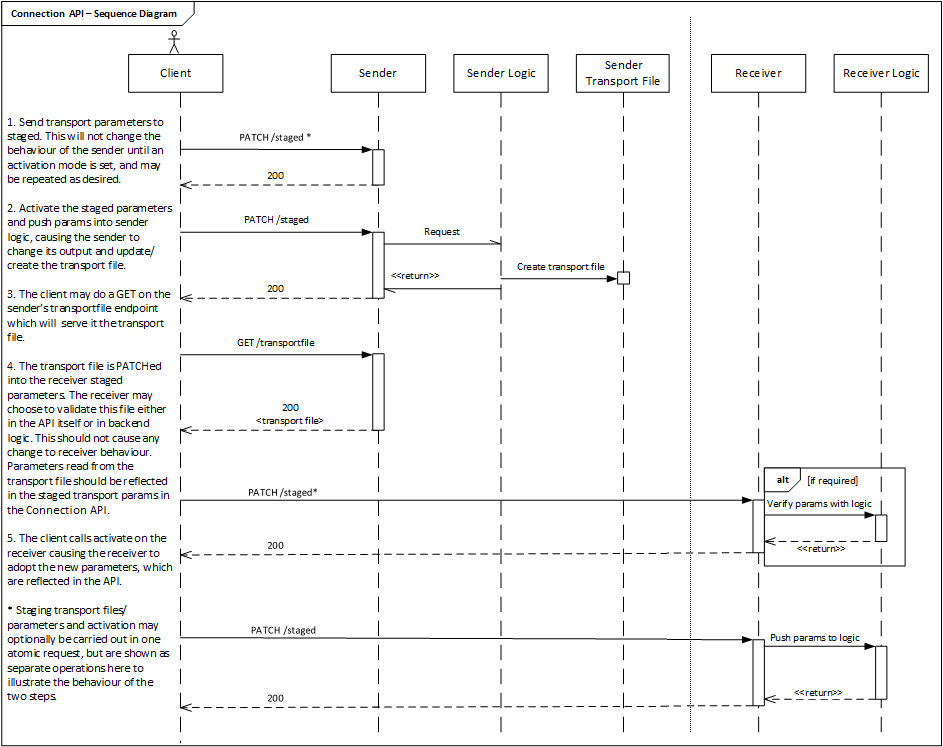 Connection API – Sequence Diagram
Client
Sender
Sender Logic
Sender
Transport File
Receiver
Receiver Logic
1. Send transport parameters to
staged. This will not change the
behaviour of the sender until an
activation mode is set, and may
be repeated as desired.
2. Activate the staged parameters
and push params into sender
logic, causing the sender to
change its output and update/
create the transport file.
3. The client may do a GET on the
sender's transportfile endpoint
which will serve it the transport
file.
4. The transport file is PATCHed
into the receiver staged
parameters. The receiver may
choose to validate this file either
in the API itself or in backend
logic. This should not cause any
change to receiver behaviour.
Parameters read from the
transport file should be reflected
in the staged transport params in
the Connection API.
5. The client calls activate on the
receiver causing the receiver to
adopt the new parameters, which
are reflected in the API.
* Staging transport files/
parameters and activation may
optionally be carried out in one
atomic request, but are shown as
separate operations here to
illustrate the behaviour of the
two steps.
PATCH /staged *
200
PATCH /staged
Request
Create transport file
<<return>>
200
GET /transportfile
200
<transport file>
alt
[if required]
PATCH /staged*
Verify params with logic
200
<<return>>
PATCH /staged
Push params to logic
<<return>>
200